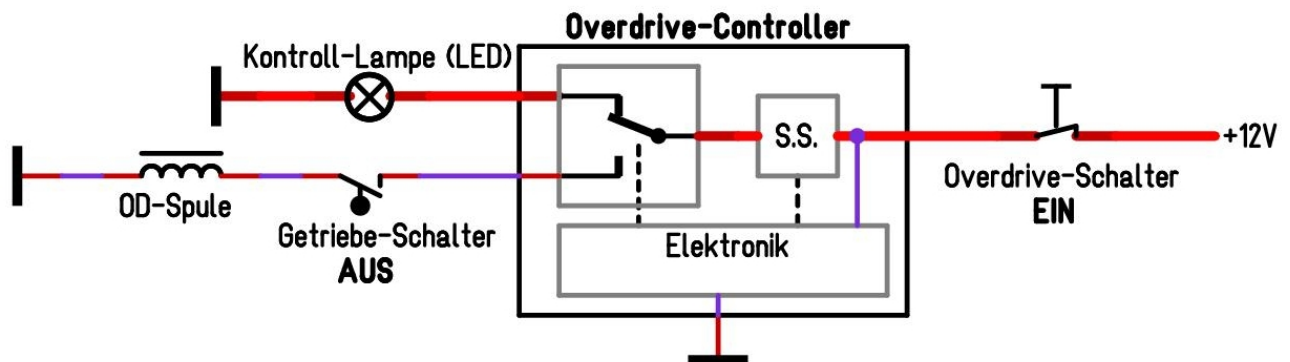 Overdrive-Controller
Kontroll-Lampe (LED)
S.S.
+12V
OD-Spule
Getriebe-Schalter
AUS
Overdrive-Schalter
EIN
Elektronik